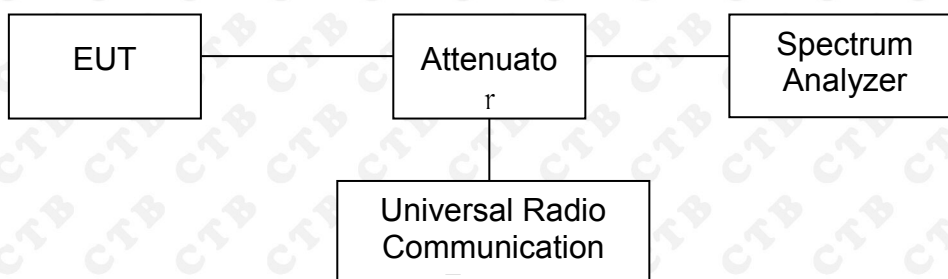 EUT
Attenuato
r
Spectrum
Analyzer
Universal Radio
Communication